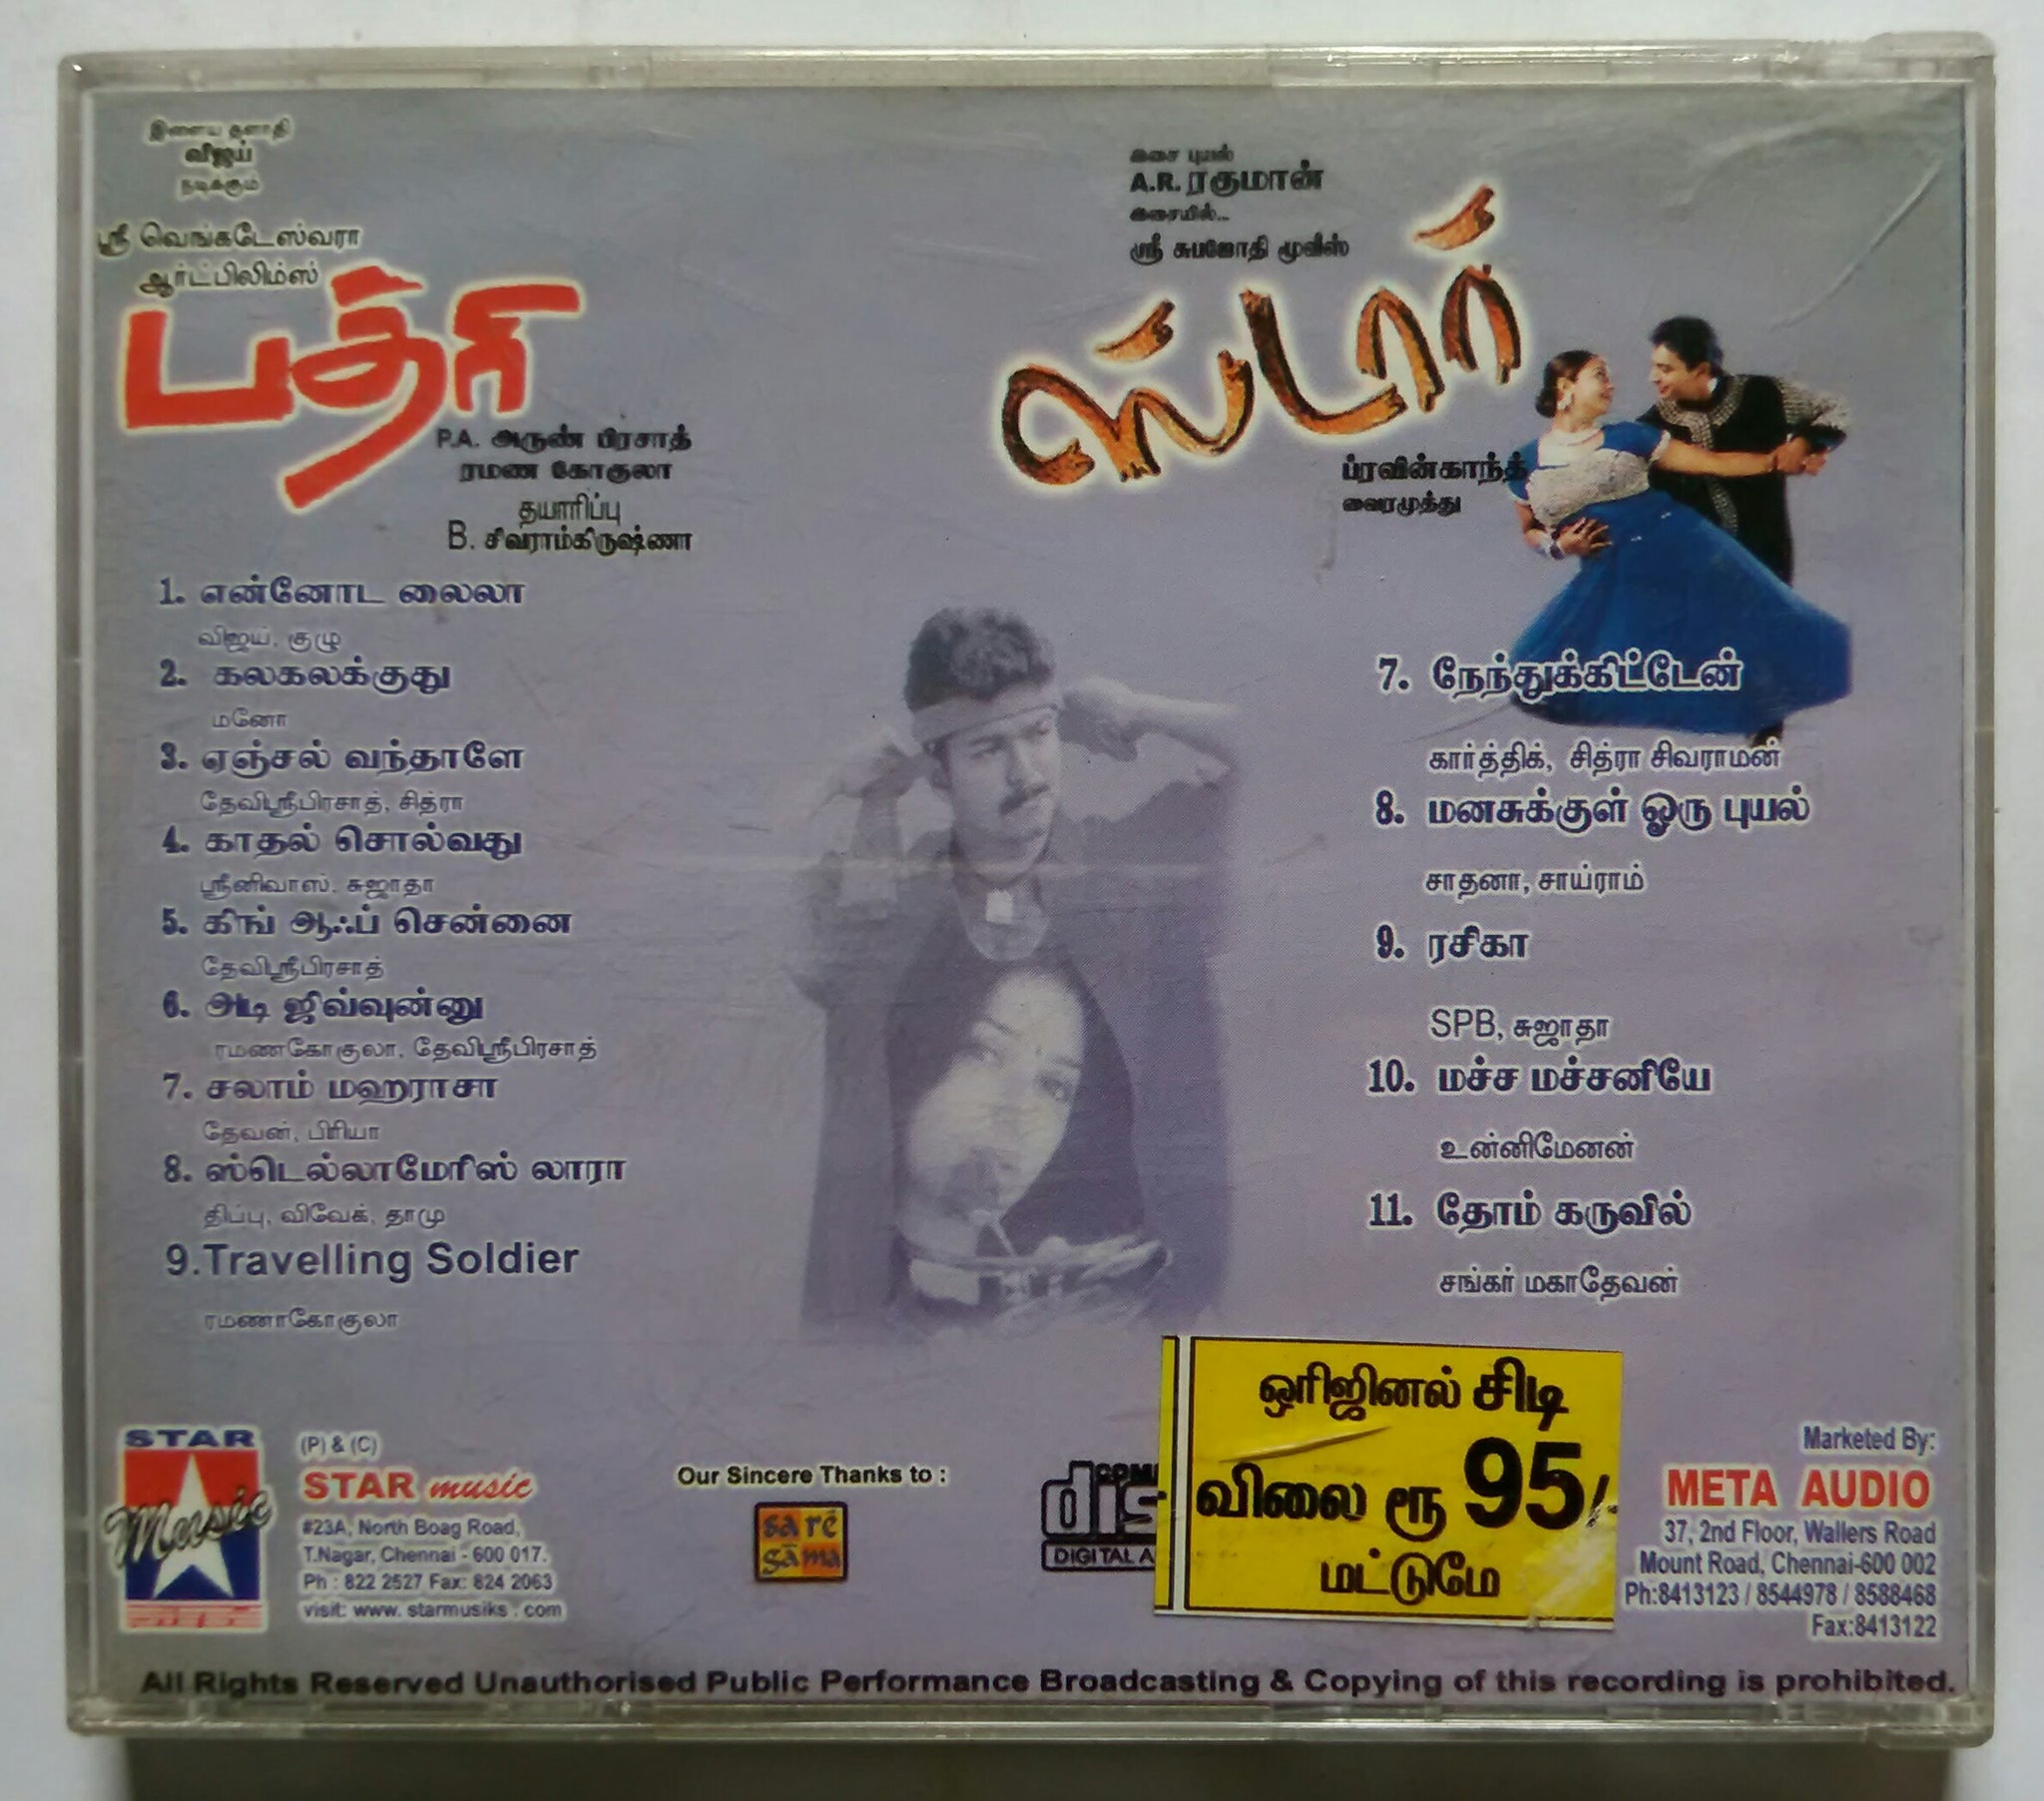 இளைய தளபதி
விஜய்
நடிக்கும்
ஸ்ரீ வெங்கடேஸ்வரா
ஆர்ட்பிலிம்ஸ்
பத்ரி
P.A. அருண் பிரசாத்
ரமண கோகுலா
தயாரிப்பு
B. சிவராம்கிருஷ்ணா
1. என்னோட லைலா
விஜய், குழு
2. கலகலக்குது
மனோ
3. ஏஞ்சல் வந்தாளே
தேவிஸ்ரீபிரசாத், சித்ரா
4. காதல் சொல்வது
ஸ்ரீனிவாஸ், சுஜாதா
5. கிங் ஆஃப் சென்னை
தேவிஸ்ரீபிரசாத்
6. அடி ஜிவ்வுன்னு
ரமணகோகுலா, தேவிஸ்ரீபிரசாத்
7. சலாம் மஹராசா
தேவன், பிரியா
8. ஸ்டெல்லாமேரிஸ் லாரா
திப்பு, விவேக், தாமு
9.Travelling Soldier
ரமணாகோகுலா
இசை புயல்
A.R. ரகுமான்
இசையில்...
ஸ்ரீ சுபஜோதி மூவிஸ்
ஸ்டார்
ப்ரவின்காந்த்
வைரமுத்து
7. நேந்துக்கிட்டேன்
கார்த்திக், சித்ரா சிவராமன்
8. மனசுக்குள் ஒரு புயல்
சாதனா, சாய்ராம்
9. ரசிகா
SPB, சுஜாதா
10. மச்ச மச்சனியே
உன்னிமேனன்
11. தோம் கருவில்
சங்கர் மகாதேவன்
STAR
Music
(P) & (C)
STAR music
#23A, North Boag Road,
T.Nagar, Chennai - 600 017.
Ph : 822 2527 Fax: 824 2063
visit: www. starmusiks . com
Our Sincere Thanks to :
sa re
ga ma
COM
dis
DIGITAL A
ஒரிஜினல் சிடி
விலை ரூ 95/-
மட்டுமே
Marketed By:
META AUDIO
37, 2nd Floor, Wallers Road
Mount Road, Chennai-600 002
Ph:8413123 / 8544978 / 8588468
Fax:8413122
All Rights Reserved Unauthorised Public Performance Broadcasting & Copying of this recording is prohibited.